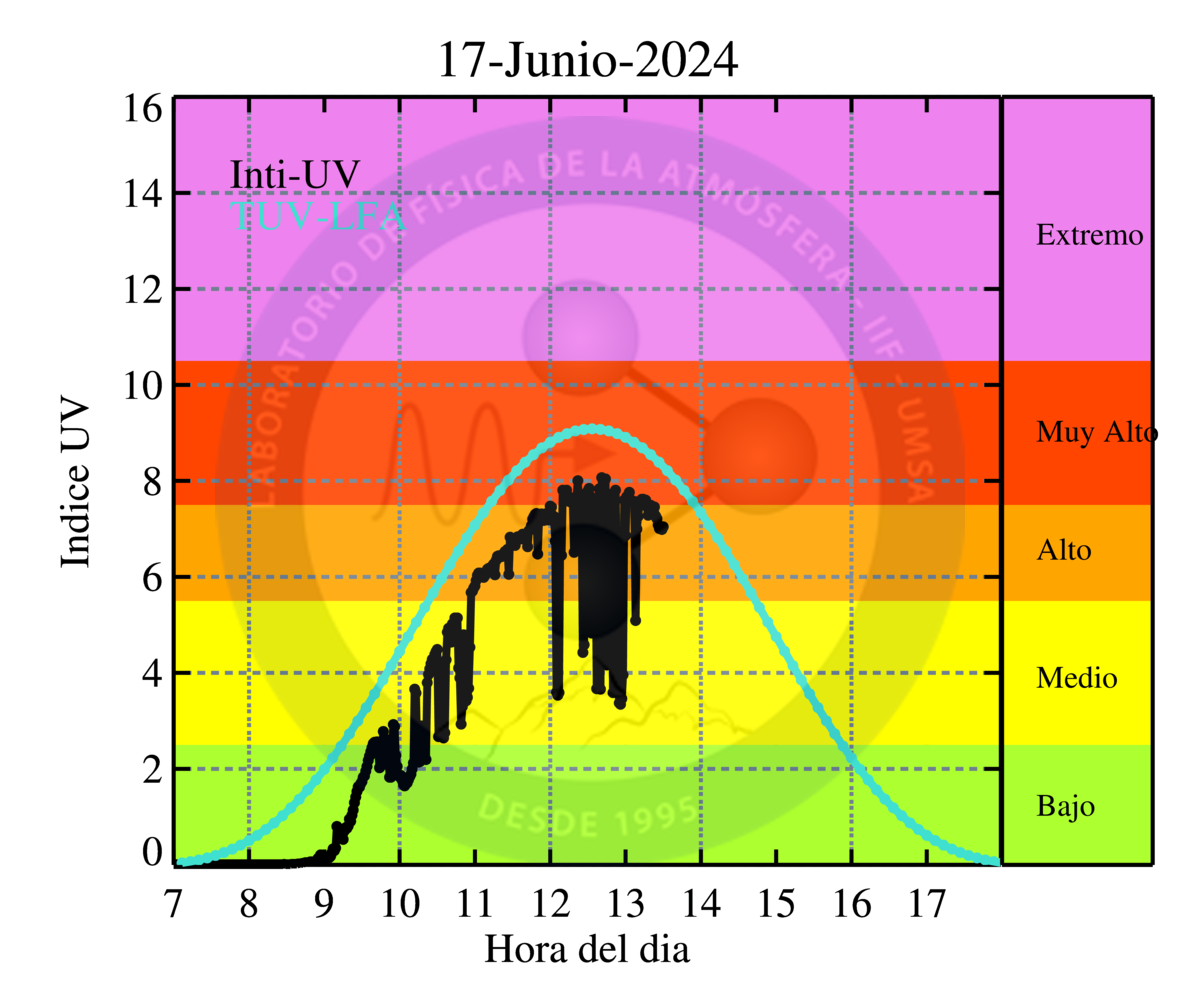 17-Junio-2024
16
14
12
10
8
6
4
2
0
Indice UV
Inti-UV
TUV-LFA
LABORATORIO DE FÍSICA DE LA ATMÓSFERA - IIF - UMSA
DESDE 1995
Extremo
Muy Alto
Alto
Medio
Bajo
7 8 9 10 11 12 13 14 15 16 17
Hora del dia